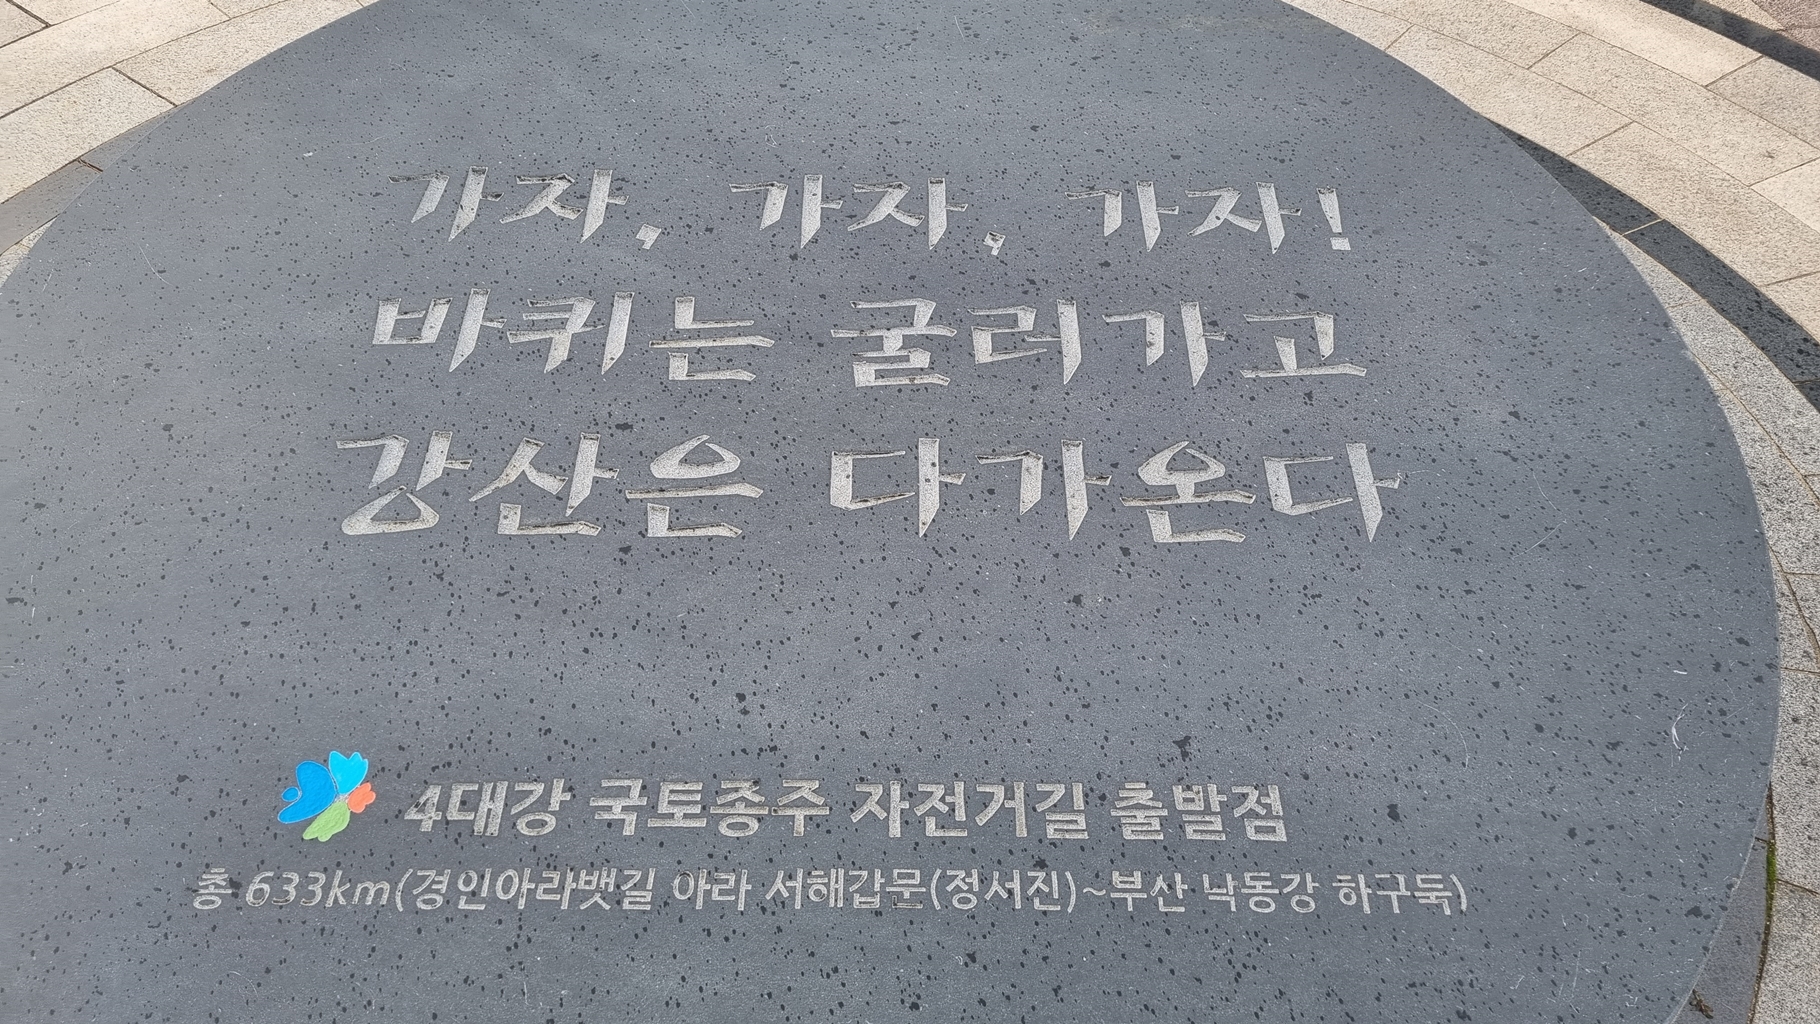 가자, 가자, 가자!
바퀴는 굴러가고
강산은 다가온다
4대강 국토종주 자전거길 출발점
총 633km(경인아라뱃길 아라 서해갑문(정서진)~부산 낙동강 하구둑)